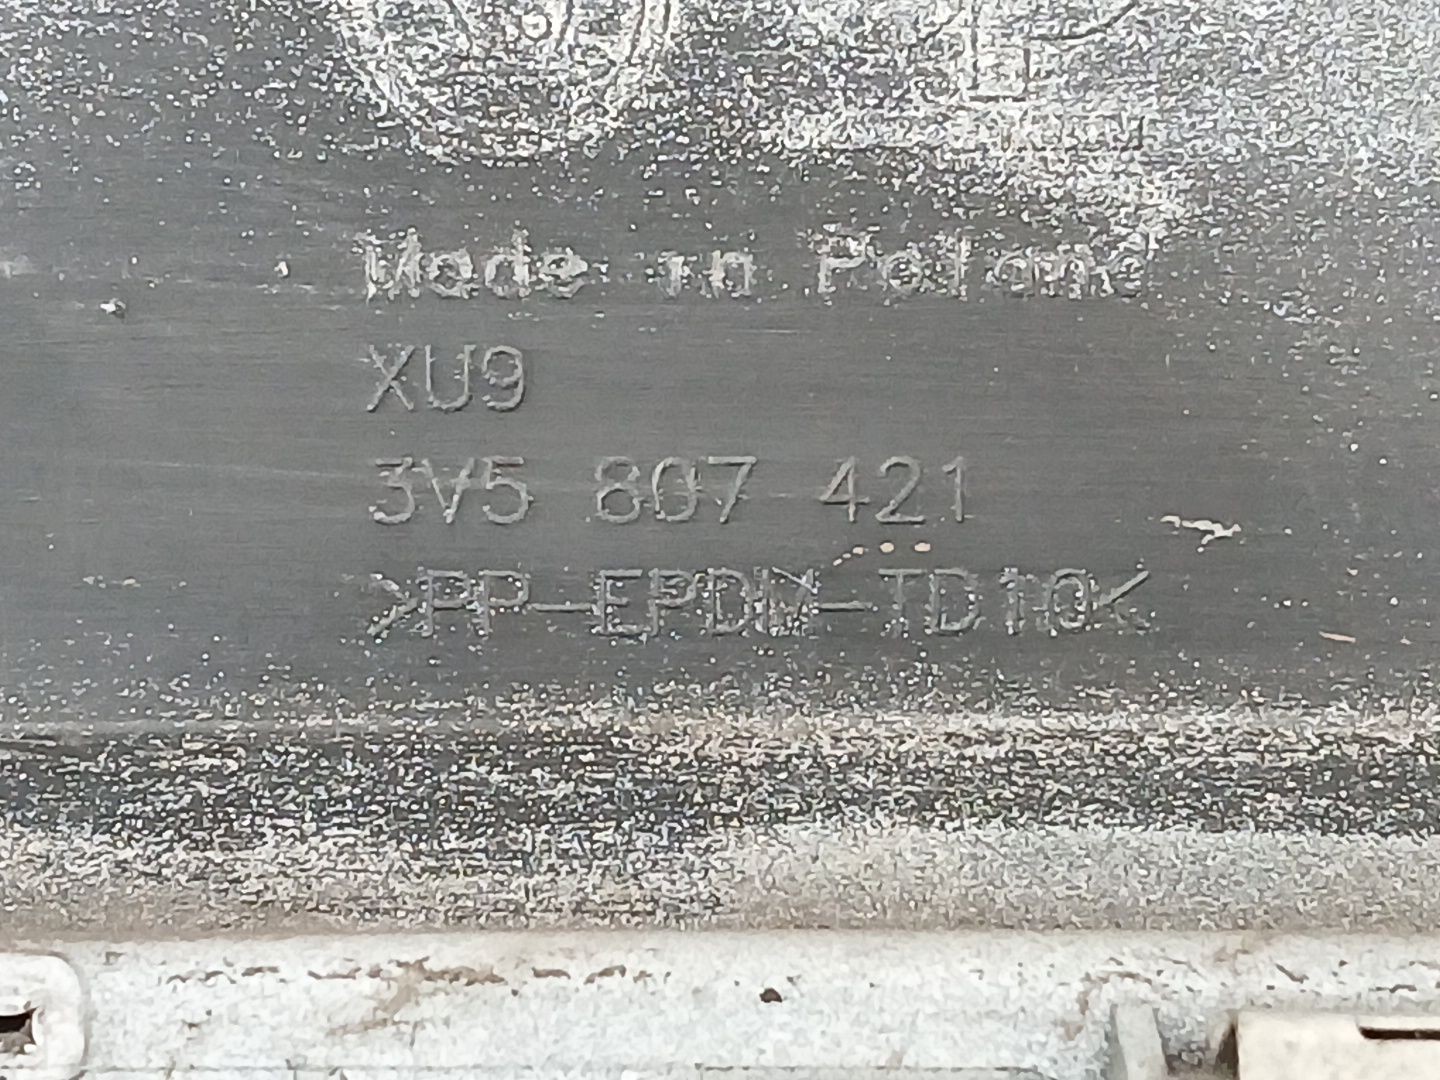 Made in Poland
XU9
3V5 807 421
>PP-EPDM-TD10<